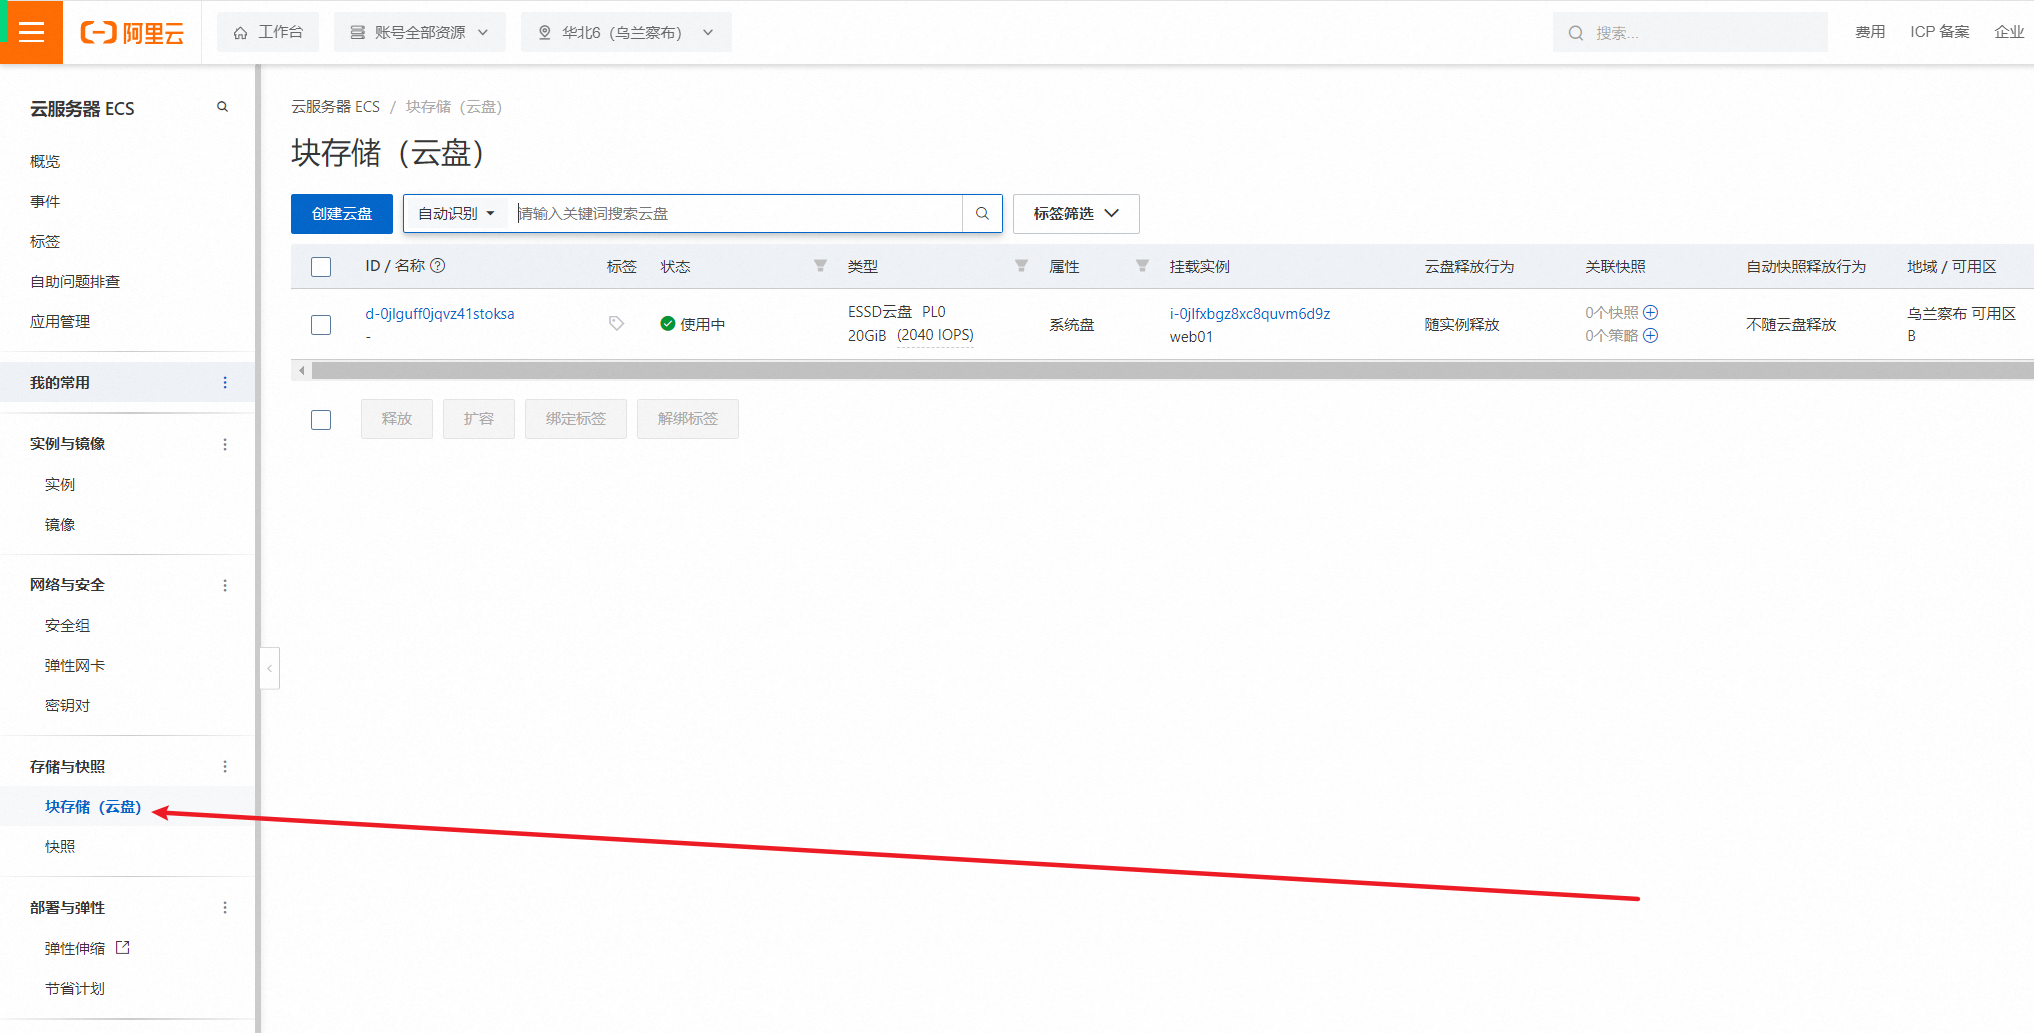 阿里云
工作台
账号全部资源
华北6（乌兰察布）
搜索...
费用
ICP 备案
企业
云服务器 ECS
概览
事件
标签
自助问题排查
应用管理
我的常用
实例与镜像
实例
镜像
网络与安全
安全组
弹性网卡
密钥对
存储与快照
块存储（云盘）
快照
部署与弹性
弹性伸缩
节省计划
云服务器 ECS / 块存储（云盘）
块存储（云盘）
创建云盘
自动识别
请输入关键词搜索云盘
标签筛选
ID / 名称 标签 状态 类型 属性 挂载实例 云盘释放行为 关联快照 自动快照释放行为 地域 / 可用区
d-0jlguff0jqvz41stoksa
-
使用中
ESSD云盘 PL0
20GiB (2040 IOPS)
系统盘
i-0jlfxbgz8xc8quvm6d9z
web01
随实例释放
0个快照
0个策略
不随云盘释放
乌兰察布 可用区
B
释放
扩容
绑定标签
解绑标签